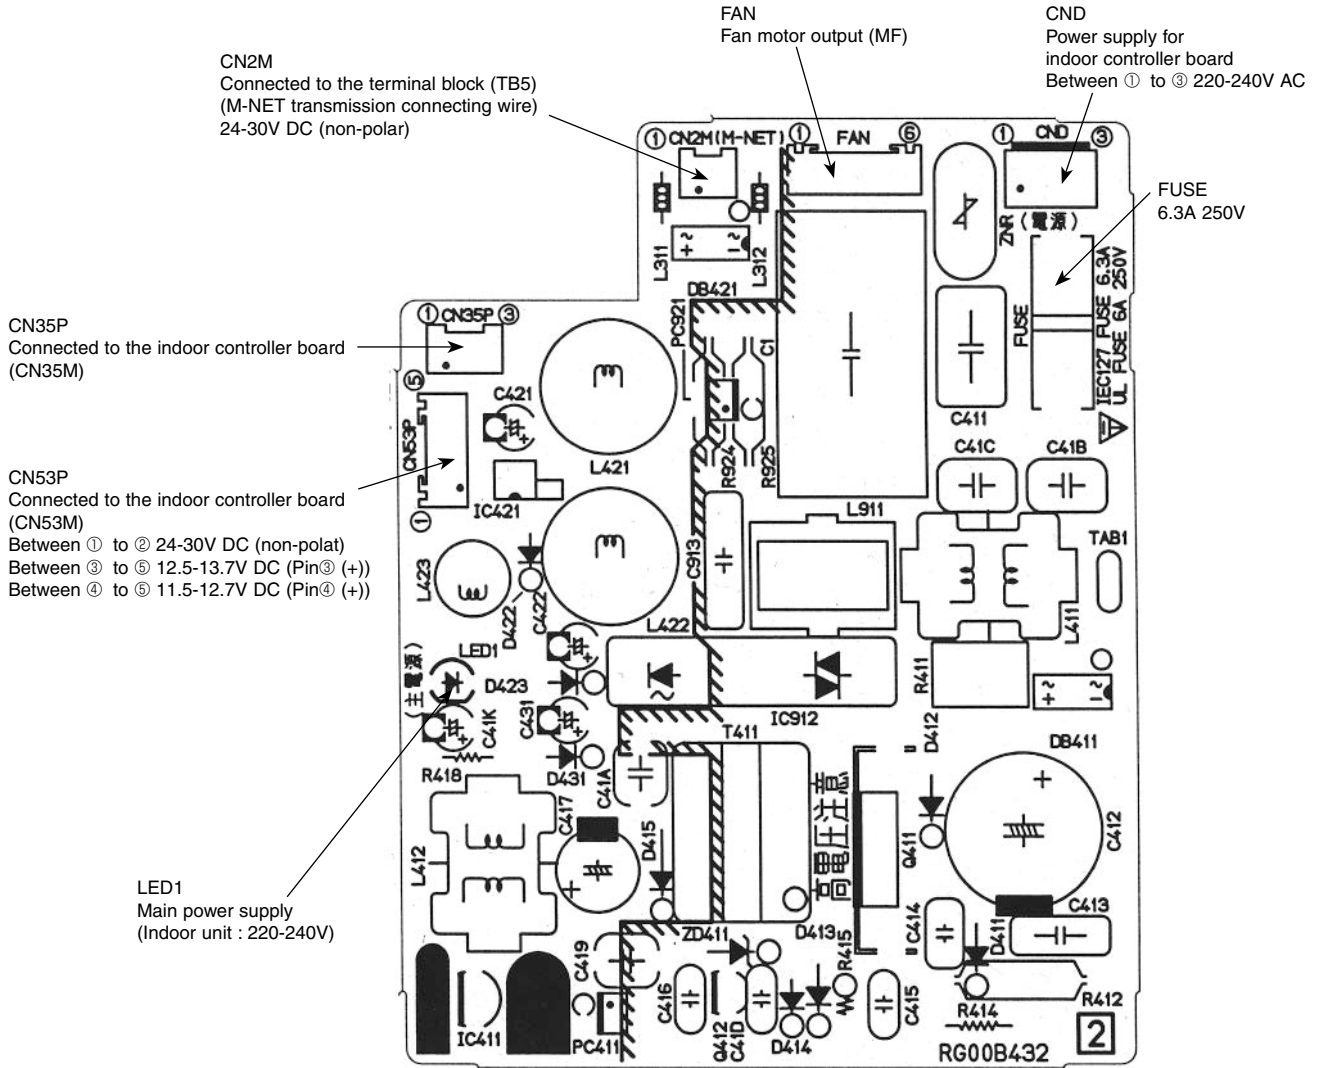 FAN
Fan motor output (MF)
CND
Power supply for
indoor controller board
Between ① to ③ 220-240V AC
CN2M
Connected to the terminal block (TB5)
(M-NET transmission connecting wire)
24-30V DC (non-polar)
FUSE
6.3A 250V
CN35P
Connected to the indoor controller board
(CN35M)
CN53P
Connected to the indoor controller board
(CN53M)
Between ① to ② 24-30V DC (non-polat)
Between ③ to ⑤ 12.5-13.7V DC (Pin③ (+))
Between ④ to ⑤ 11.5-12.7V DC (Pin④ (+))
LED1
Main power supply
(Indoor unit : 220-240V)
① CN2M(M-NET)
① FAN ⑥
① CND ③
ZNR (電源)
L311
L312
DB421
PC921
C1
FUSE
IEC127 FUSE 6.3A 250V
UL FUSE 6A
① CN35P ③
⑤
CN53P
①
C421
IC421
L421
R924
R925
C411
C41C
C41B
L911
TAB1
L423
D422
C422
C913
L422
L411
R411
LED1
(主電源)
D423
C41K
C431
IC912
D412
DB411
R418
D431
C41A
T411
C417
D415
高電圧注意
Q411
C412
L412
ZD411
D413
R415
C414
D411
C413
C419
C416
Q412
C41D
D414
C415
R414
R412
IC411
PC411
RG00B432
2